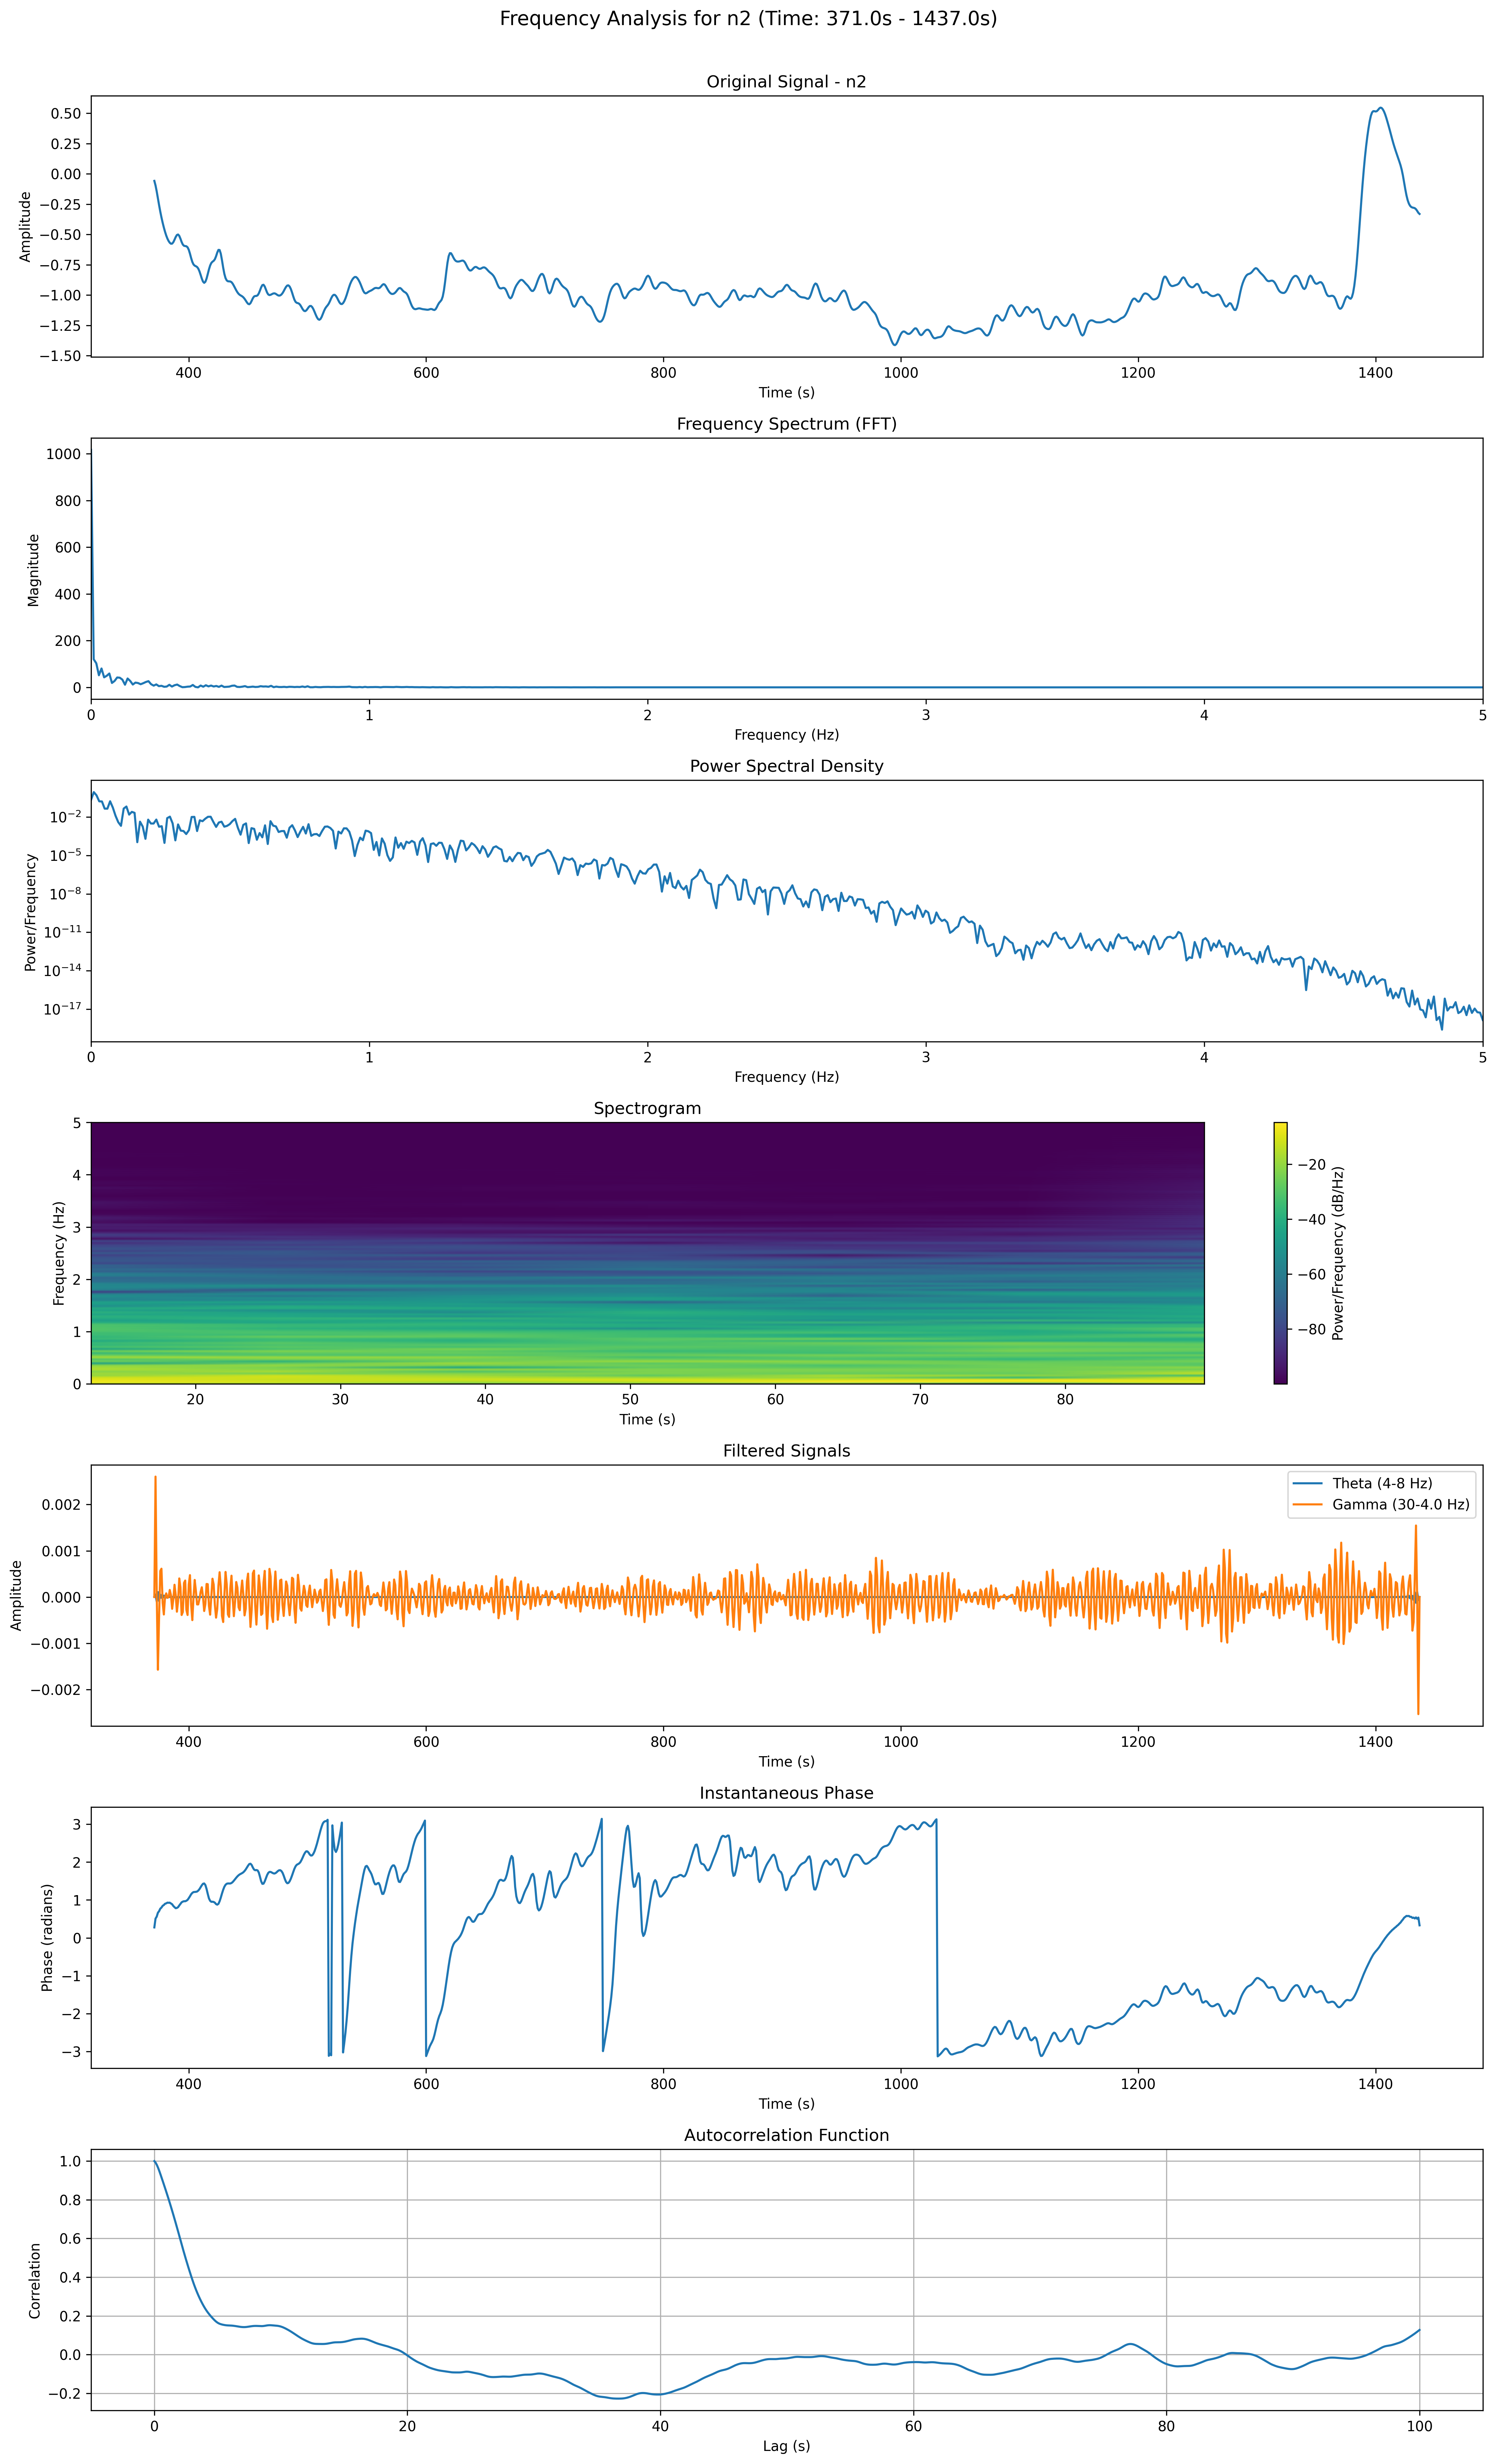 Frequency Analysis for n2 (Time: 371.0s - 1437.0s)
Original Signal - n2
Amplitude
0.50
0.25
0.00
−0.25
−0.50
−0.75
−1.00
−1.25
−1.50
400 600 800 1000 1200 1400
Time (s)
Frequency Spectrum (FFT)
Magnitude
1000
800
600
400
200
0
0 1 2 3 4 5
Frequency (Hz)
Power Spectral Density
Power/Frequency
10⁻²
10⁻⁵
10⁻⁸
10⁻¹¹
10⁻¹⁴
10⁻¹⁷
0 1 2 3 4 5
Frequency (Hz)
Spectrogram
Frequency (Hz)
5
4
3
2
1
0
20 30 40 50 60 70 80
Time (s)
−20
−40
−60
−80
Power/Frequency (dB/Hz)
Filtered Signals
Amplitude
0.002
0.001
0.000
−0.001
−0.002
Theta (4-8 Hz)
Gamma (30-4.0 Hz)
400 600 800 1000 1200 1400
Time (s)
Instantaneous Phase
Phase (radians)
3
2
1
0
−1
−2
−3
400 600 800 1000 1200 1400
Time (s)
Autocorrelation Function
Correlation
1.0
0.8
0.6
0.4
0.2
0.0
−0.2
0 20 40 60 80 100
Lag (s)